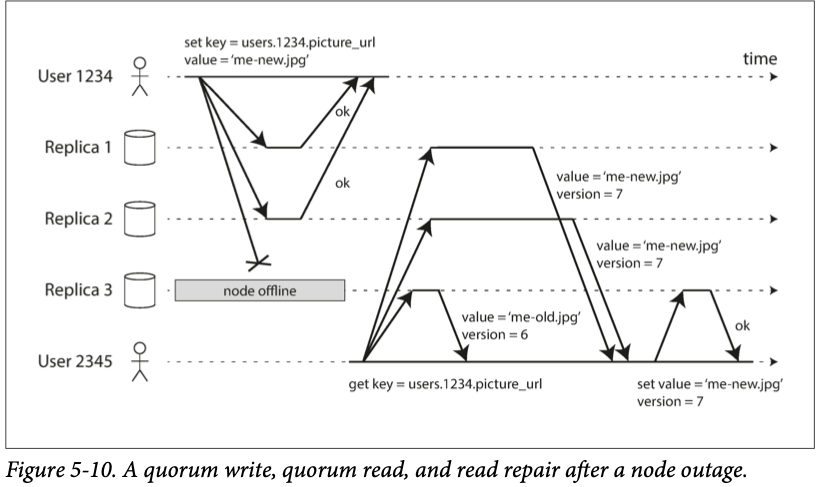 set key = users.1234.picture_url
value = 'me-new.jpg'
time
User 1234
ok
Replica 1
value = 'me-new.jpg'
version = 7
ok
Replica 2
value = 'me-new.jpg'
version = 7
Replica 3
node offline
value = 'me-old.jpg'
version = 6
ok
User 2345
get key = users.1234.picture_url
set value = 'me-new.jpg'
version = 7
Figure 5-10. A quorum write, quorum read, and read repair after a node outage.